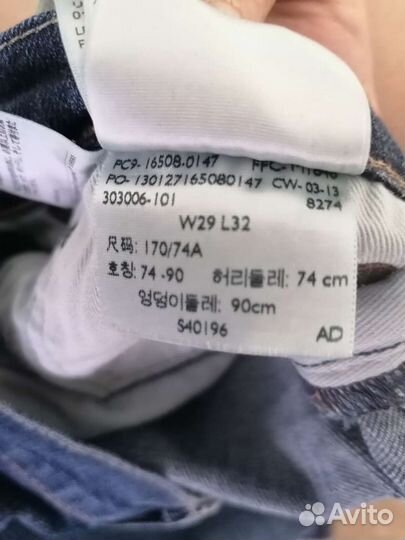 PC9-16508-0147
PO-130127165080147 CW-03-13
303006-101 8274
W29 L32
尺码: 170/74A
호칭: 74-90 허리둘레: 74 cm
엉덩이둘레: 90cm
S40196 AD
Avito